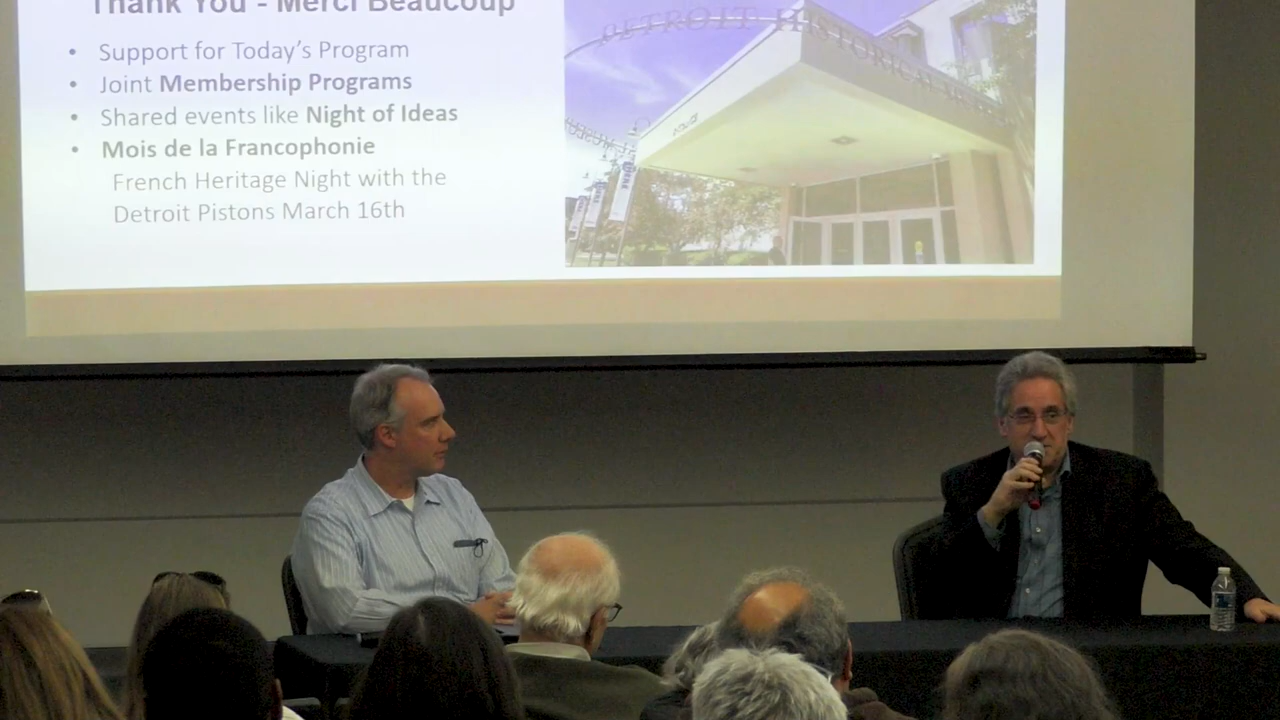 Thank You - Merci Beaucoup
• Support for Today's Program
• Joint Membership Programs
• Shared events like Night of Ideas
• Mois de la Francophonie
French Heritage Night with the
Detroit Pistons March 16th
DETROIT HISTORICAL